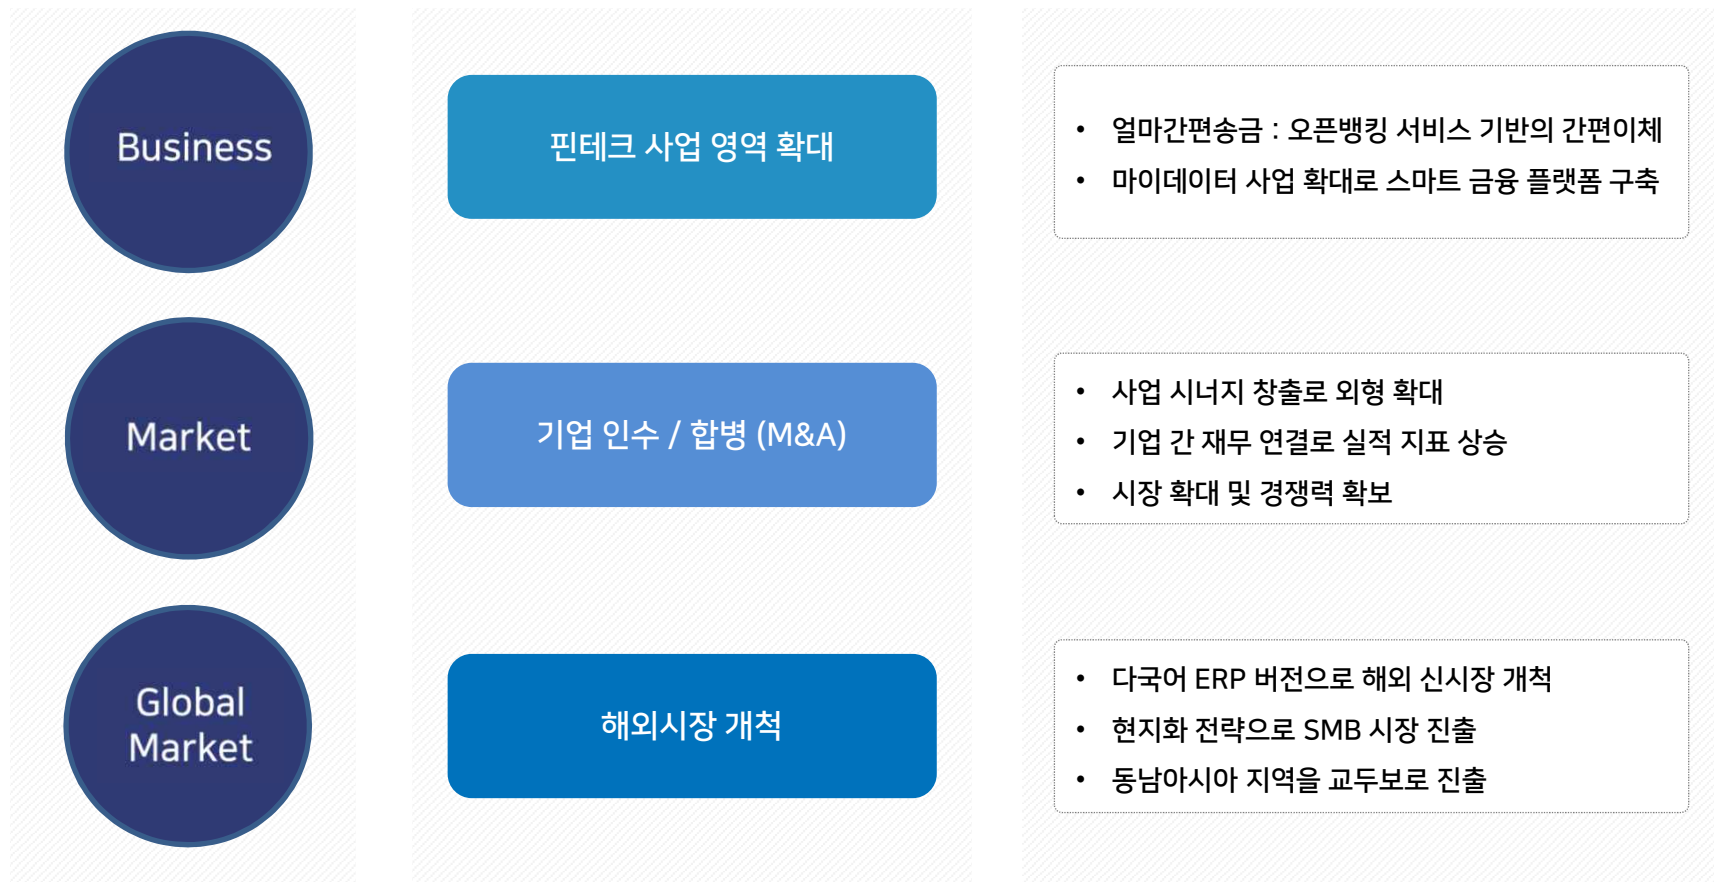 Business
핀테크 사업 영역 확대
• 얼마간편송금 : 오픈뱅킹 서비스 기반의 간편이체
• 마이데이터 사업 확대로 스마트 금융 플랫폼 구축
Market
기업 인수 / 합병 (M&A)
• 사업 시너지 창출로 외형 확대
• 기업 간 재무 연결로 실적 지표 상승
• 시장 확대 및 경쟁력 확보
Global
Market
해외시장 개척
• 다국어 ERP 버전으로 해외 신시장 개척
• 현지화 전략으로 SMB 시장 진출
• 동남아시아 지역을 교두보로 진출